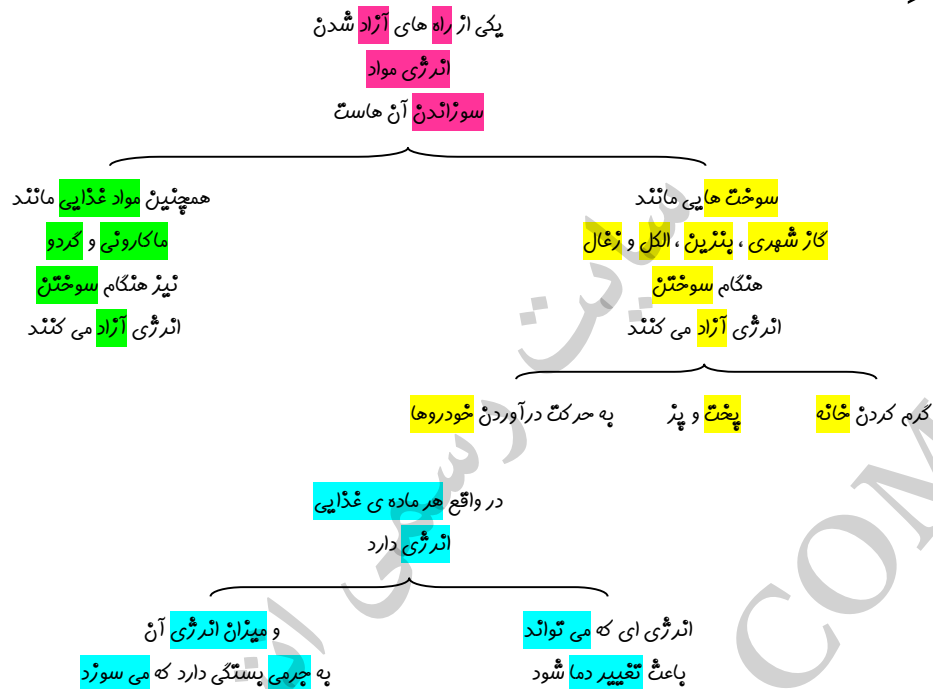 یکی از راه های آزاد شدن
انرژی مواد
سوزاندن آن هاست
سوخت هایی مانند
گاز شهری ، بنزین ، الکل و زغال
هنگام سوختن
انرژی آزاد می کنند
همچنین مواد غذایی مانند
ماکارونی و گردو
نیز هنگام سوختن
انرژی آزاد می کنند
گرم کردن خانه
پخت و پز
به حرکت درآوردن خودروها
در واقع هر ماده ی غذایی
انرژی دارد
انرژی ای که می تواند
باعث تغییر دما شود
و میزان انرژی آن
به جرمی بستگی دارد که می سوزد
سایت رسمی
COM